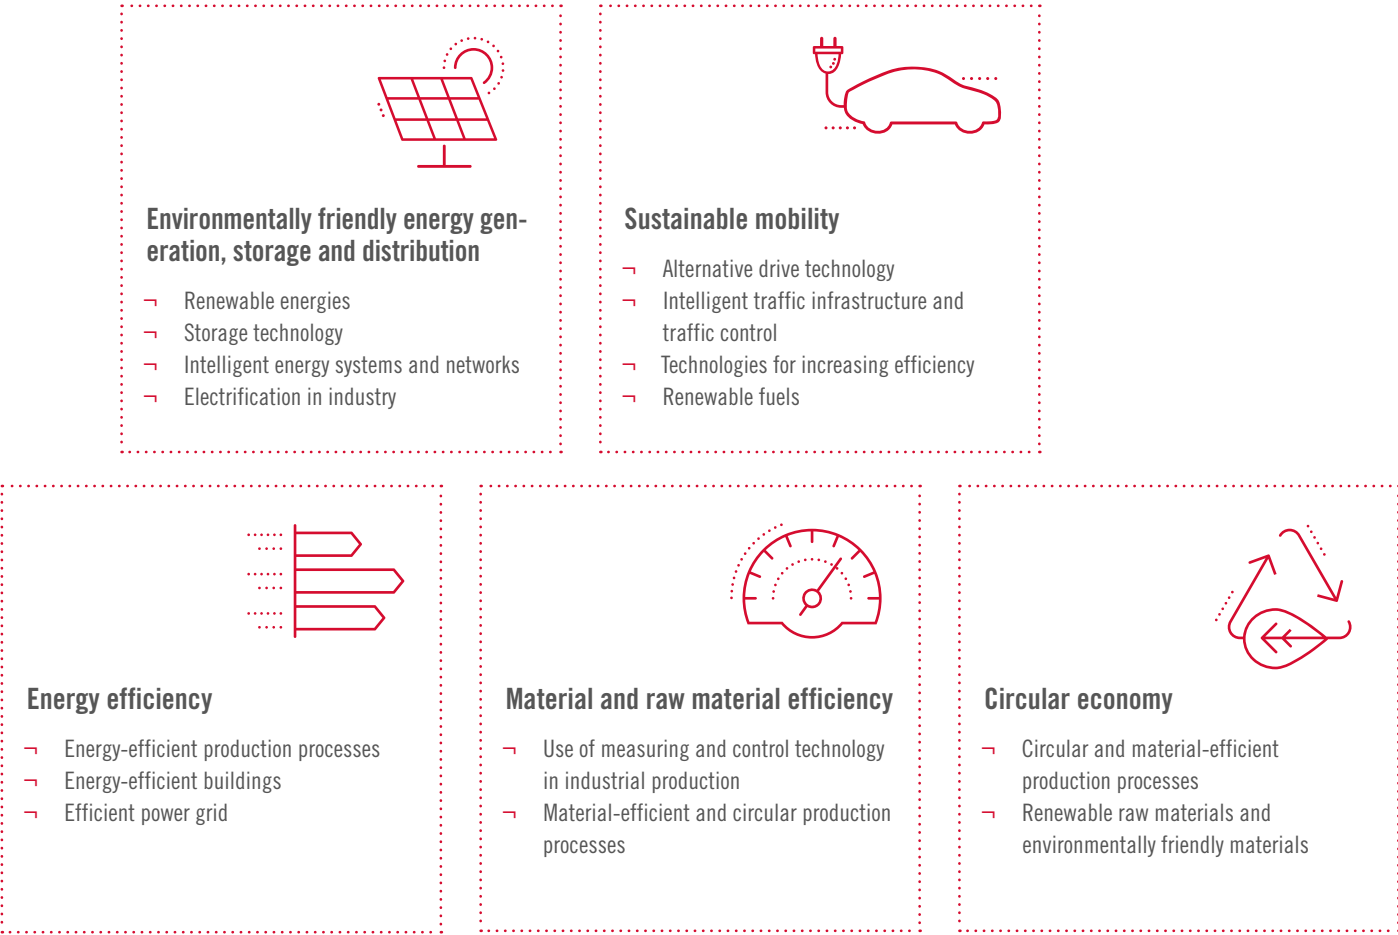 Environmentally friendly energy gen-
eration, storage and distribution
¬ Renewable energies
¬ Storage technology
¬ Intelligent energy systems and networks
¬ Electrification in industry
Sustainable mobility
¬ Alternative drive technology
¬ Intelligent traffic infrastructure and
traffic control
¬ Technologies for increasing efficiency
¬ Renewable fuels
Energy efficiency
¬ Energy-efficient production processes
¬ Energy-efficient buildings
¬ Efficient power grid
Material and raw material efficiency
¬ Use of measuring and control technology
in industrial production
¬ Material-efficient and circular production
processes
Circular economy
¬ Circular and material-efficient
production processes
¬ Renewable raw materials and
environmentally friendly materials